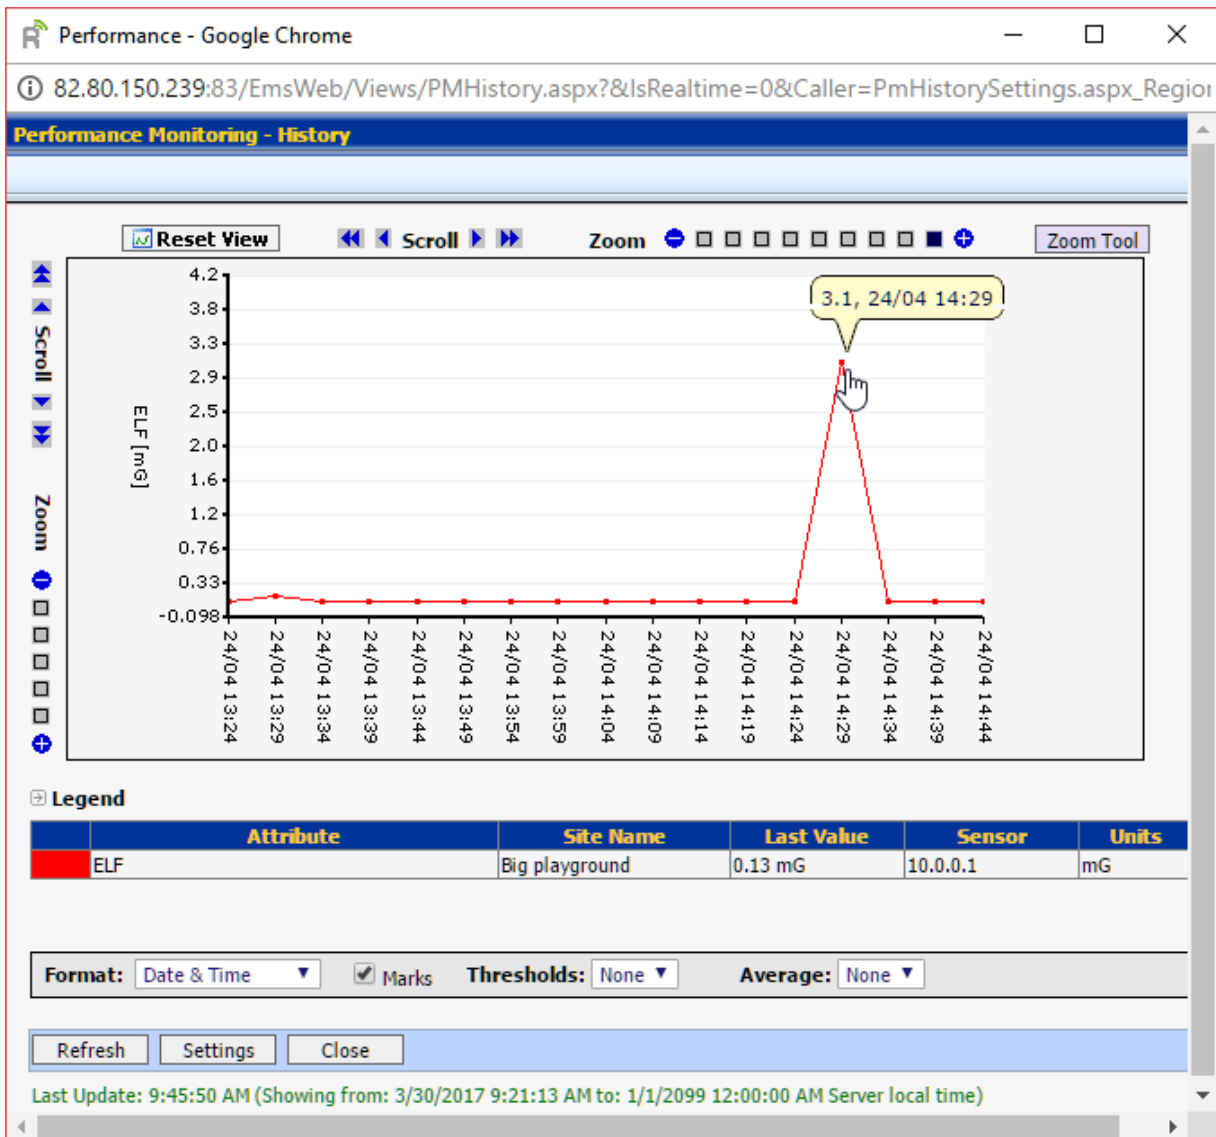 Performance - Google Chrome
82.80.150.239:83/EmsWeb/Views/PMHistory.aspx?&IsRealtime=0&Caller=PmHistorySettings.aspx_Region
Performance Monitoring - History
Reset View
Scroll
Zoom
Zoom Tool
Scroll
Zoom
ELF [mG]
4.2
3.8
3.3
2.9
2.5
2.0
1.6
1.2
0.76
0.33
-0.098
3.1, 24/04 14:29
24/04 13:24
24/04 13:29
24/04 13:34
24/04 13:39
24/04 13:44
24/04 13:49
24/04 13:54
24/04 13:59
24/04 14:04
24/04 14:09
24/04 14:14
24/04 14:19
24/04 14:24
24/04 14:29
24/04 14:34
24/04 14:39
24/04 14:44
Legend
Attribute Site Name Last Value Sensor Units
ELF Big playground 0.13 mG 10.0.0.1 mG
Format: Date & Time Marks Thresholds: None Average: None
Refresh Settings Close
Last Update: 9:45:50 AM (Showing from: 3/30/2017 9:21:13 AM to: 1/1/2099 12:00:00 AM Server local time)